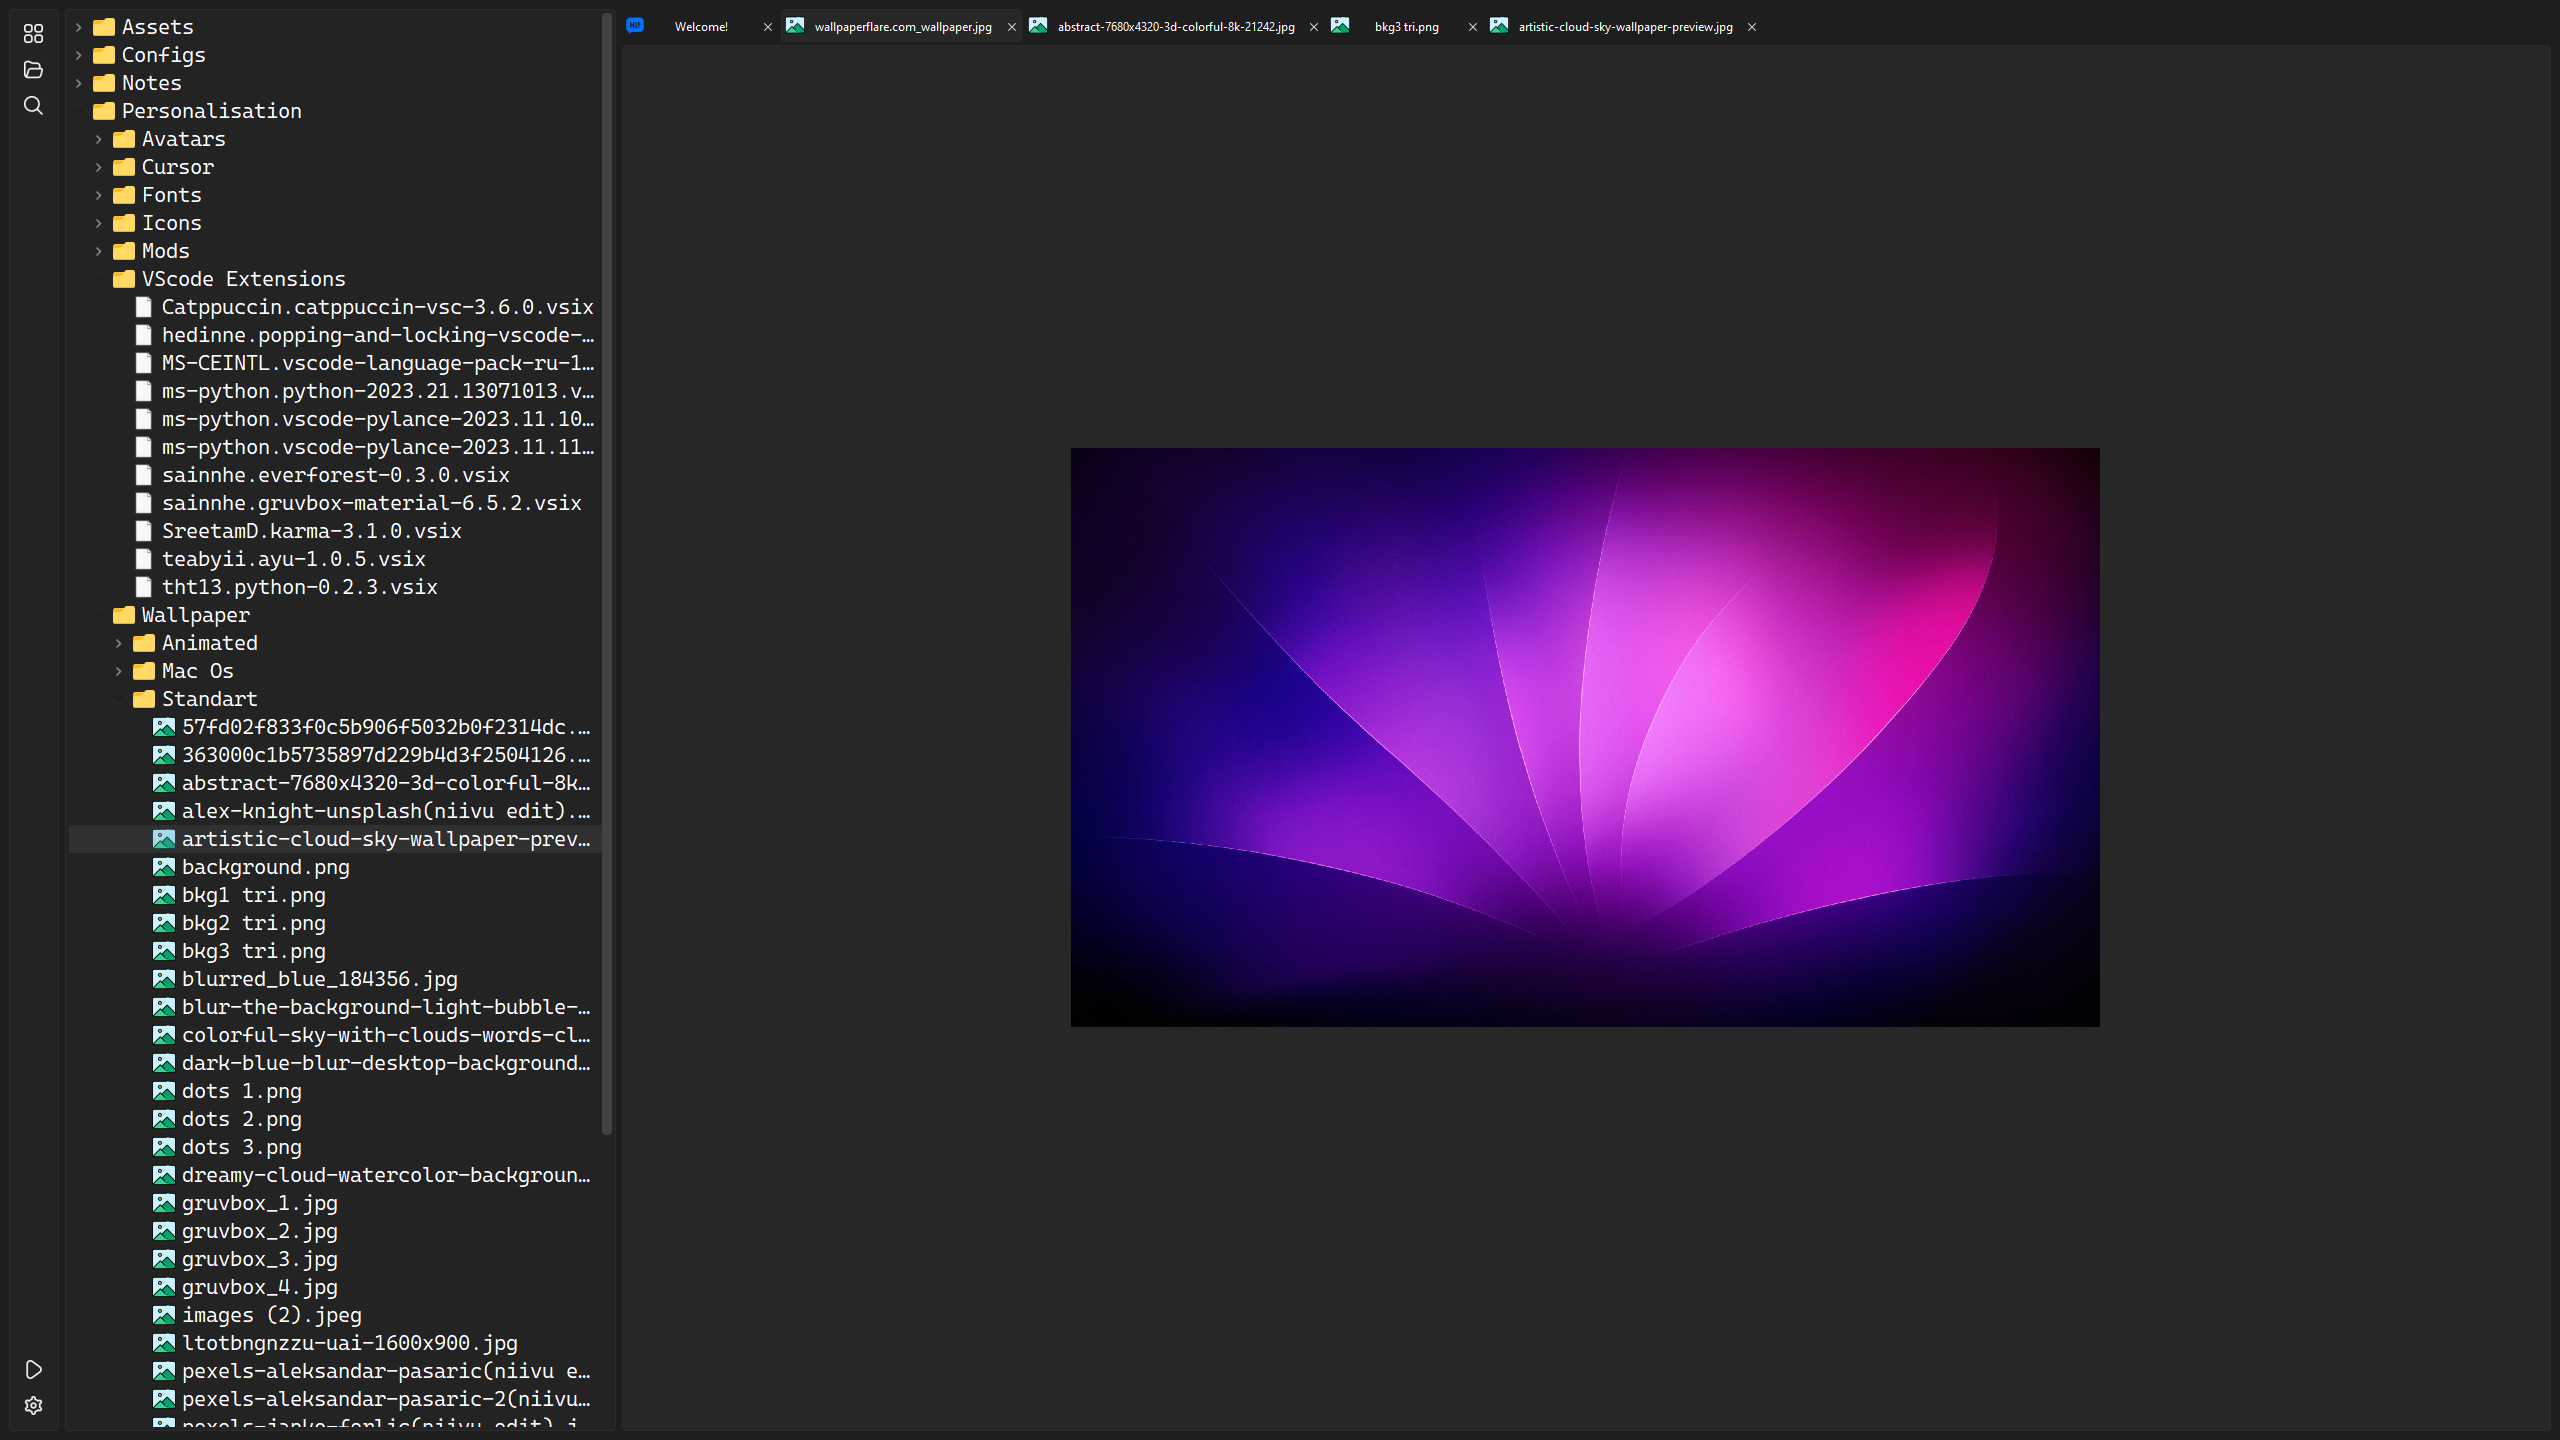 Assets
Configs
Notes
Personalisation
Avatars
Cursor
Fonts
Icons
Mods
VScode Extensions
Catppuccin.catppuccin-vsc-3.6.0.vsix
hedinne.popping-and-locking-vscode-…
MS-CEINTL.vscode-language-pack-ru-1…
ms-python.python-2023.21.13071013.v…
ms-python.vscode-pylance-2023.11.10…
ms-python.vscode-pylance-2023.11.11…
sainnhe.everforest-0.3.0.vsix
sainnhe.gruvbox-material-6.5.2.vsix
SreetamD.karma-3.1.0.vsix
teabyii.ayu-1.0.5.vsix
tht13.python-0.2.3.vsix
Wallpaper
Animated
Mac Os
Standart
57fd02f833f0c5b906f5032b0f2314dc.…
363000c1b5735897d229b4d3f2504126.…
abstract-7680x4320-3d-colorful-8k…
alex-knight-unsplash(niivu edit).…
artistic-cloud-sky-wallpaper-prev…
background.png
bkg1 tri.png
bkg2 tri.png
bkg3 tri.png
blurred_blue_184356.jpg
blur-the-background-light-bubble-…
colorful-sky-with-clouds-words-cl…
dark-blue-blur-desktop-background…
dots 1.png
dots 2.png
dots 3.png
dreamy-cloud-watercolor-backgroun…
gruvbox_1.jpg
gruvbox_2.jpg
gruvbox_3.jpg
gruvbox_4.jpg
images (2).jpeg
ltotbngnzzu-uai-1600x900.jpg
pexels-aleksandar-pasaric(niivu e…
pexels-aleksandar-pasaric-2(niivu…
Hi! Welcome! wallpaperflare.com_wallpaper.jpg abstract-7680x4320-3d-colorful-8k-21242.jpg bkg3 tri.png artistic-cloud-sky-wallpaper-preview.jpg